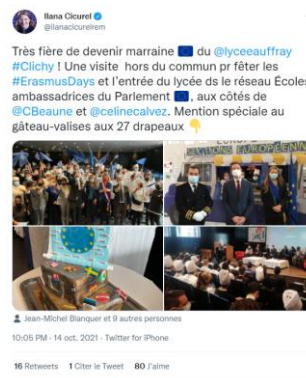 Ilana Cicurel
@ilanacicurelrem
Très fière de devenir marraine 🇪🇺 du @lyceeauffray
#Clichy ! Une visite hors du commun pr fêter les
#ErasmusDays et l'entrée du lycée ds le réseau Écoles
ambassadrices du Parlement 🇪🇺, aux côtés de
@CBeaune et @celinecalvez. Mention spéciale au
gâteau-valises aux 27 drapeaux 👇
Jean-Michel Blanquer et 9 autres personnes
10:05 PM · 14 oct. 2021 · Twitter for iPhone
16 Retweets 1 Citer le Tweet 80 J'aime